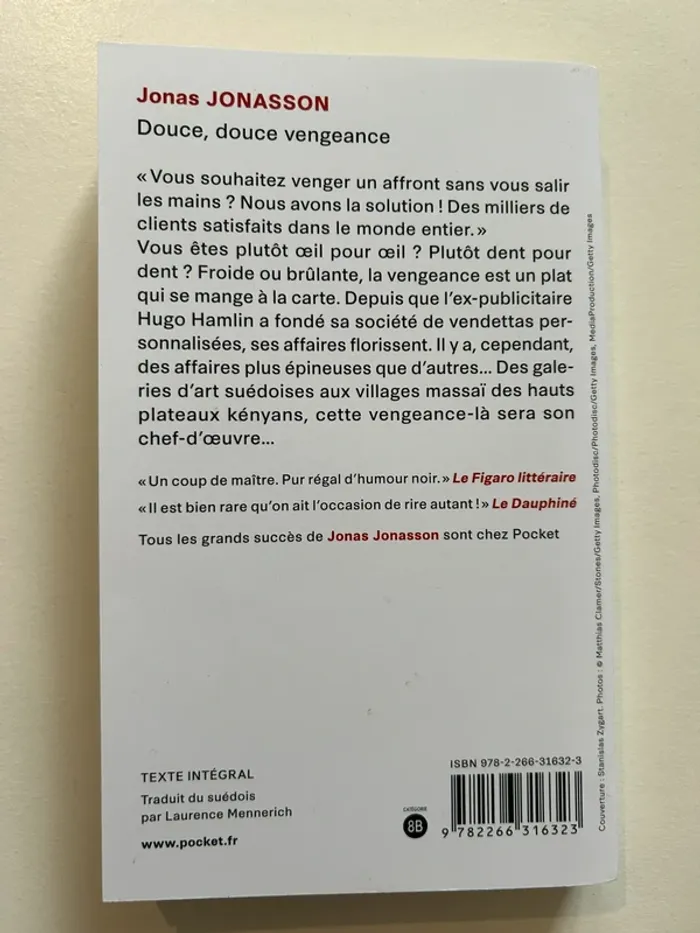 Jonas JONASSON
Douce, douce vengeance
« Vous souhaitez venger un affront sans vous salir
les mains ? Nous avons la solution ! Des milliers de
clients satisfaits dans le monde entier. »
Vous êtes plutôt œil pour œil ? Plutôt dent pour
dent ? Froide ou brûlante, la vengeance est un plat
qui se mange à la carte. Depuis que l'ex-publicitaire
Hugo Hamlin a fondé sa société de vendettas per-
sonnalisées, ses affaires florissent. Il y a, cependant,
des affaires plus épineuses que d'autres... Des gale-
ries d'art suédoises aux villages massaï des hauts
plateaux kényans, cette vengeance-là sera son
chef-d'œuvre...
« Un coup de maître. Pur régal d'humour noir. » Le Figaro littéraire
« Il est bien rare qu'on ait l'occasion de rire autant ! » Le Dauphiné
Tous les grands succès de Jonas Jonasson sont chez Pocket
TEXTE INTÉGRAL
Traduit du suédois
par Laurence Mennerich
www.pocket.fr
CATÉGORIE
8B
ISBN 978-2-266-31632-3
9 782266 316323
Couverture : Stanislas Zygart. Photos : © Matthias Clamer/Stones/Getty Images, Photodisc/Photodisc/Getty Images, MediaProduction/Getty Images